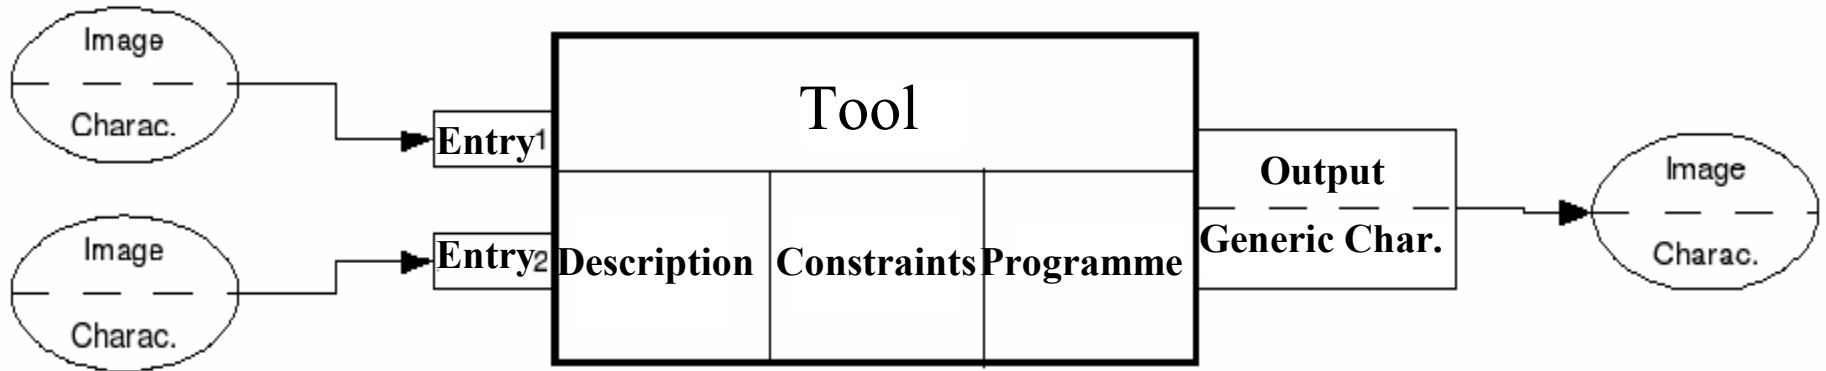 Image
Charac.
Entry1
Image
Charac.
Entry2
Tool
Description
Constraints
Programme
Output
Generic Char.
Image
Charac.